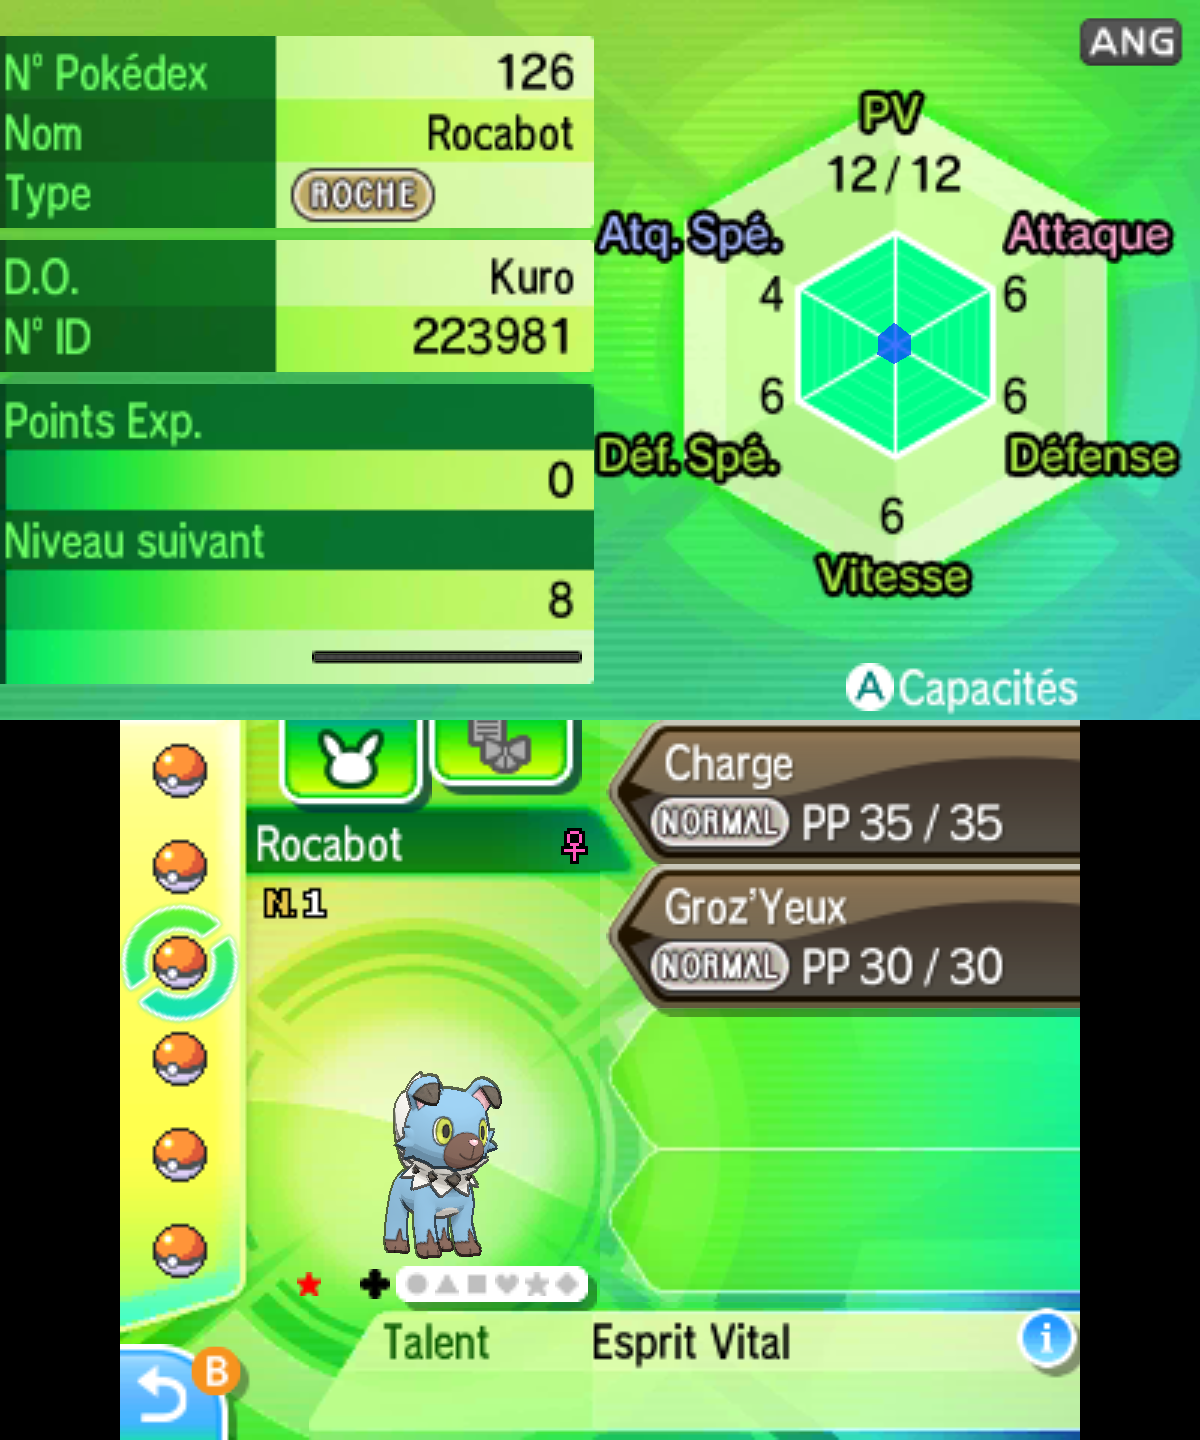 ANG
N° Pokédex 126
Nom Rocabot
Type ROCHE
D.O. Kuro
N° ID 223981
Points Exp.
0
Niveau suivant
8
PV
12 / 12
Atq. Spé. Attaque
4 6
6 6
Déf. Spé. Défense
6
Vitesse
A Capacités
Rocabot ♀
N. 1
Charge
NORMAL PP 35 / 35
Groz'Yeux
NORMAL PP 30 / 30
Talent Esprit Vital
i
B